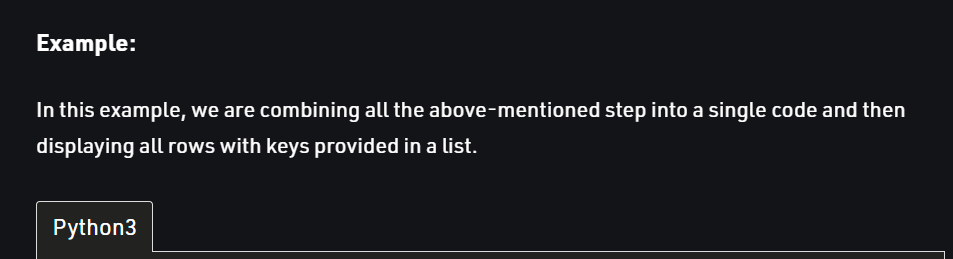 Example:
In this example, we are combining all the above-mentioned step into a single code and then
displaying all rows with keys provided in a list.
Python3